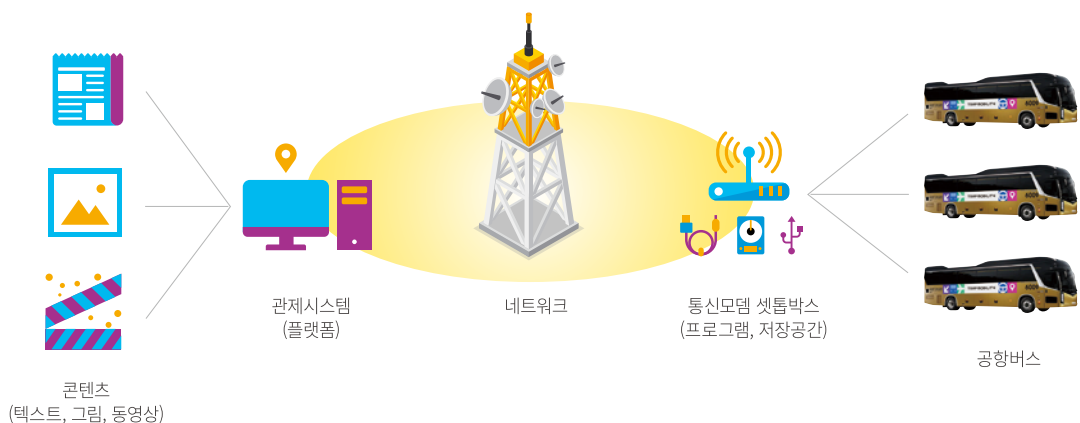 관제시스템
(플랫폼)
네트워크
통신모뎀 셋톱박스
(프로그램, 저장공간)
공항버스
콘텐츠
(텍스트, 그림, 동영상)